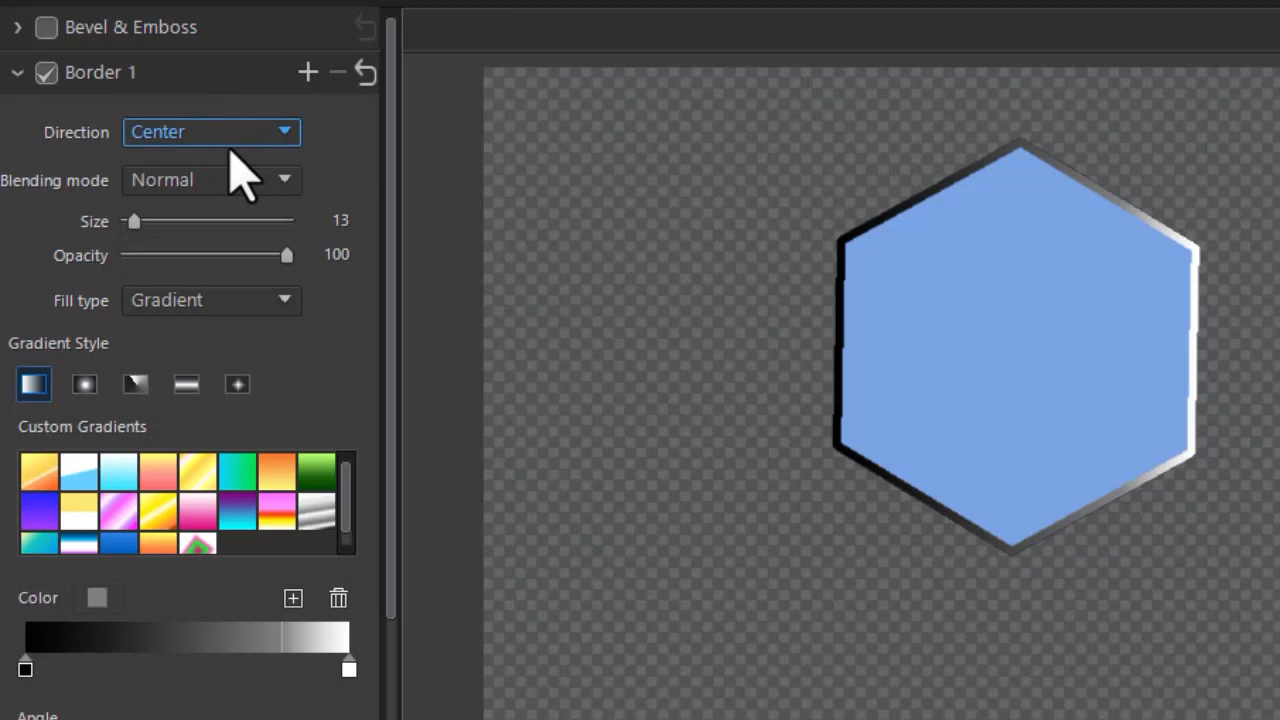 Bevel & Emboss
Border 1
Direction Center
Blending mode Normal
Size 13
Opacity 100
Fill type Gradient
Gradient Style
Custom Gradients
Color
Angle